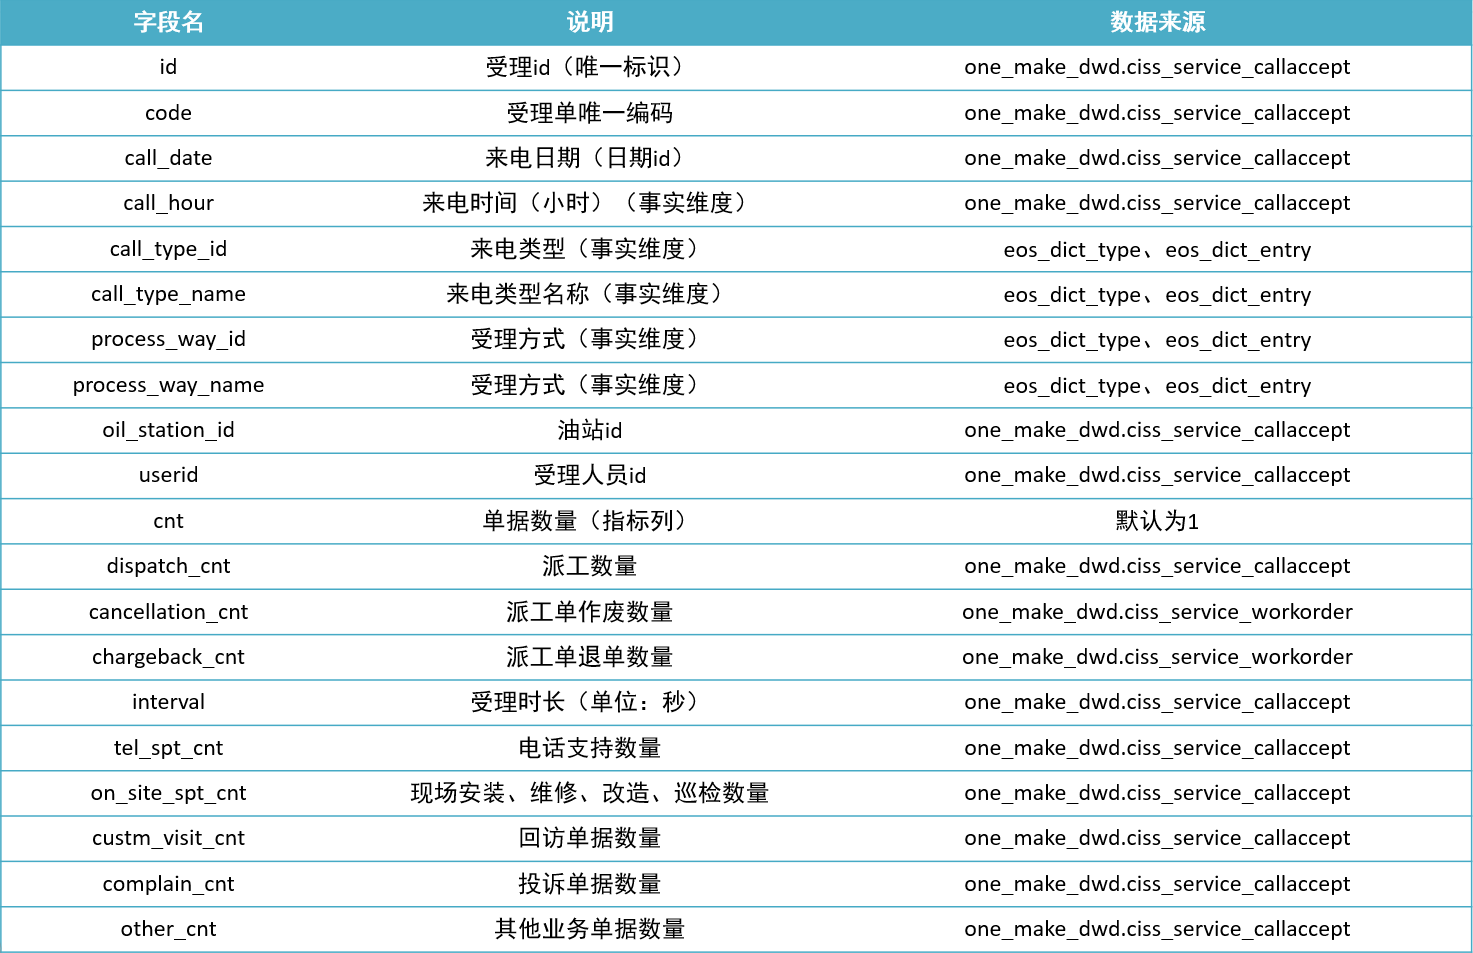 字段名 说明 数据来源
id 受理id（唯一标识） one_make_dwd.ciss_service_callaccept
code 受理单唯一编码 one_make_dwd.ciss_service_callaccept
call_date 来电日期（日期id） one_make_dwd.ciss_service_callaccept
call_hour 来电时间（小时）（事实维度） one_make_dwd.ciss_service_callaccept
call_type_id 来电类型（事实维度） eos_dict_type、eos_dict_entry
call_type_name 来电类型名称（事实维度） eos_dict_type、eos_dict_entry
process_way_id 受理方式（事实维度） eos_dict_type、eos_dict_entry
process_way_name 受理方式（事实维度） eos_dict_type、eos_dict_entry
oil_station_id 油站id one_make_dwd.ciss_service_callaccept
userid 受理人员id one_make_dwd.ciss_service_callaccept
cnt 单据数量（指标列） 默认为1
dispatch_cnt 派工数量 one_make_dwd.ciss_service_callaccept
cancellation_cnt 派工单作废数量 one_make_dwd.ciss_service_workorder
chargeback_cnt 派工单退单数量 one_make_dwd.ciss_service_workorder
interval 受理时长（单位：秒） one_make_dwd.ciss_service_callaccept
tel_spt_cnt 电话支持数量 one_make_dwd.ciss_service_callaccept
on_site_spt_cnt 现场安装、维修、改造、巡检数量 one_make_dwd.ciss_service_callaccept
custm_visit_cnt 回访单据数量 one_make_dwd.ciss_service_callaccept
complain_cnt 投诉单据数量 one_make_dwd.ciss_service_callaccept
other_cnt 其他业务单据数量 one_make_dwd.ciss_service_callaccept